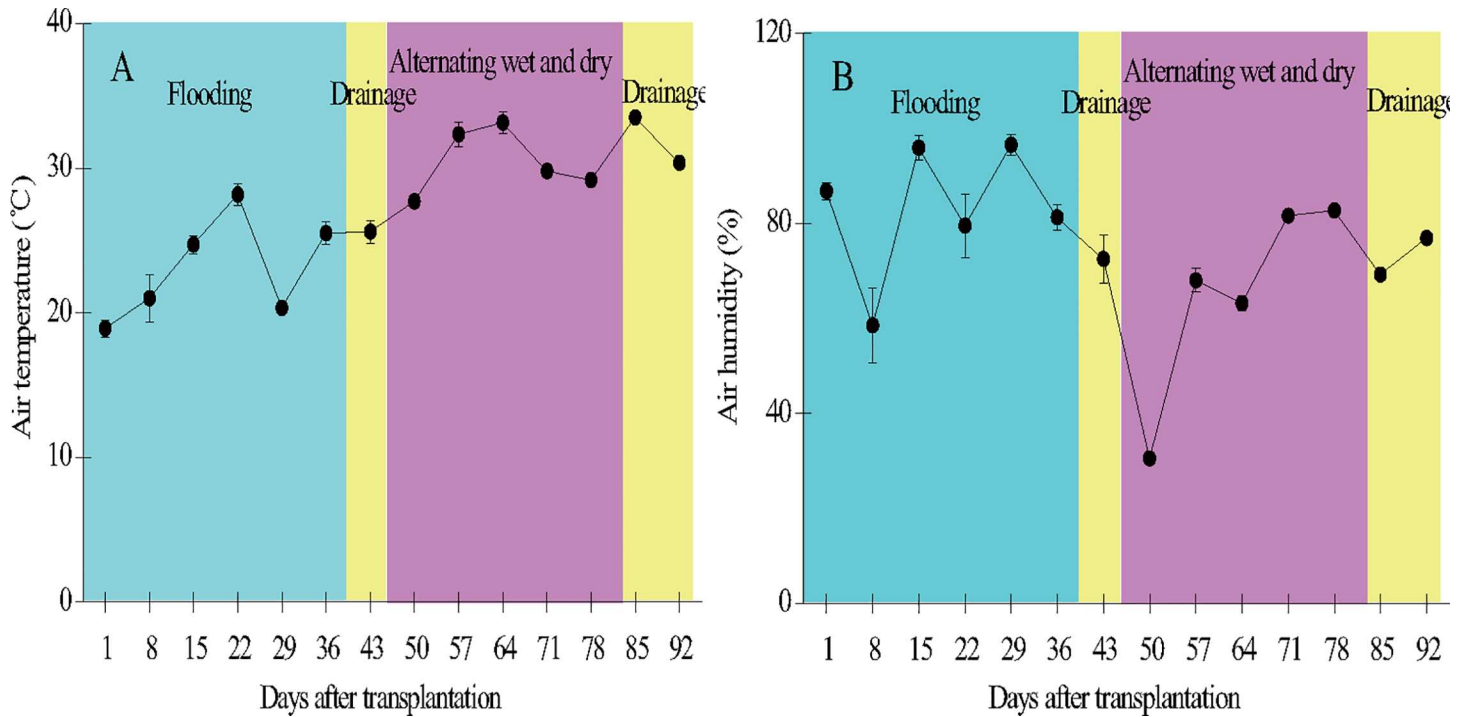 A
Flooding
Drainage
Alternating wet and dry
Drainage
Air temperature (°C)
40
30
20
10
0
1 8 15 22 29 36 43 50 57 64 71 78 85 92
Days after transplantation
B
Flooding
Drainage
Alternating wet and dry
Drainage
Air humidity (%)
120
80
40
0
1 8 15 22 29 36 43 50 57 64 71 78 85 92
Days after transplantation